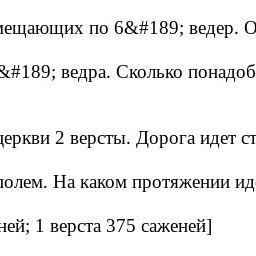 мещающих по 6&#189; ведер. О
&#189; ведра. Сколько понадоб
церкви 2 версты. Дорога идет ст
полем. На каком протяжении ид
ней; 1 верста 375 саженей]